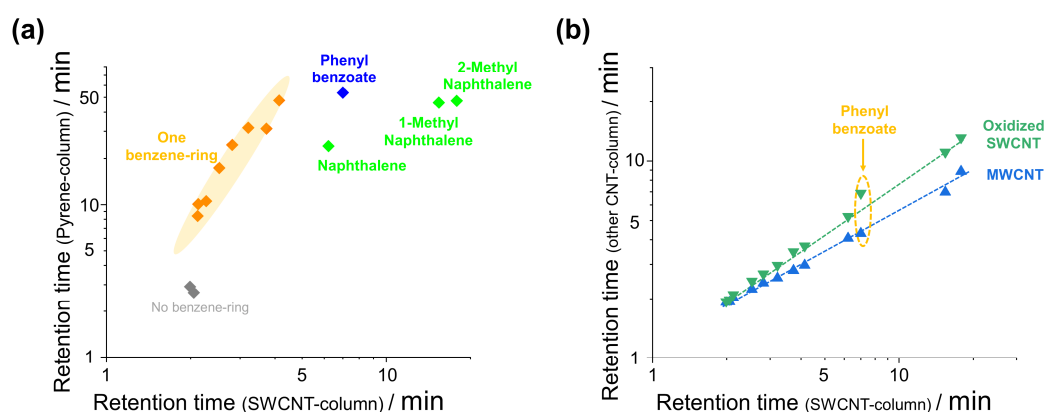 (a)
Retention time (Pyrene-column) / min
50
10
5
1
One
benzene-ring
Phenyl
benzoate
2-Methyl
Naphthalene
1-Methyl
Naphthalene
Naphthalene
No benzene-ring
1
5
10
Retention time (SWCNT-column) / min
(b)
Retention time (other CNT-column) / min
10
5
1
Phenyl
benzoate
Oxidized
SWCNT
MWCNT
1
5
10
Retention time (SWCNT-column) / min